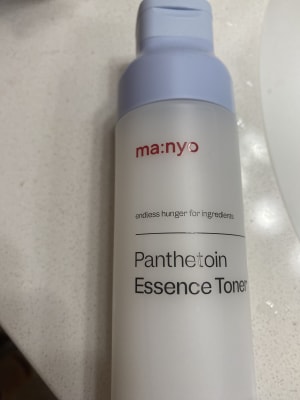 ma:nyo
endless hunger for ingredients
Panthetoin
Essence Toner